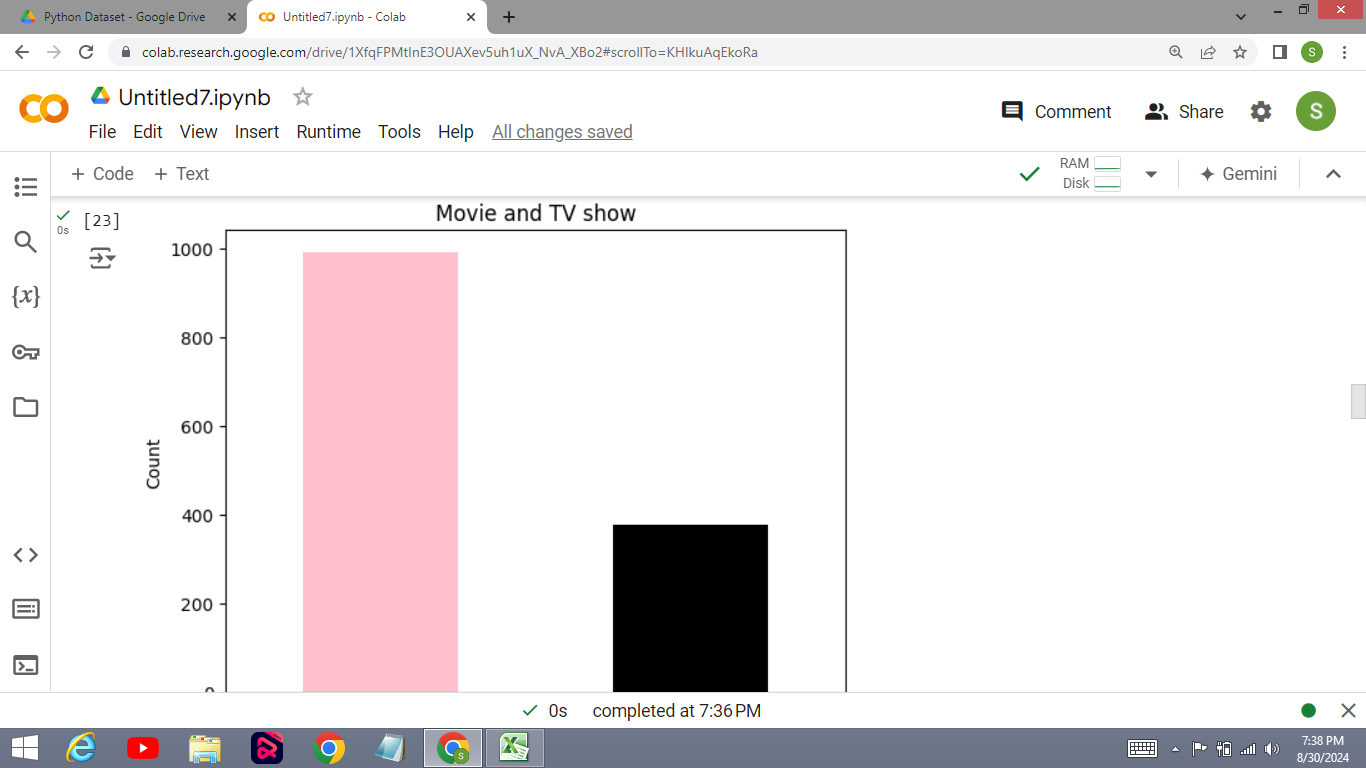 Python Dataset - Google Drive
Untitled7.ipynb - Colab
colab.research.google.com/drive/1XfqFPMtInE3OUAXev5uh1uX_NvA_XBo2#scrollTo=KHIkuAqEkoRa
S
Untitled7.ipynb
Comment
Share
S
File Edit View Insert Runtime Tools Help All changes saved
+ Code + Text
RAM
Disk
Gemini
{x}
0s
[23]
Movie and TV show
1000
800
600
400
200
0
Count
0s completed at 7:36 PM
S
7:38 PM
8/30/2024